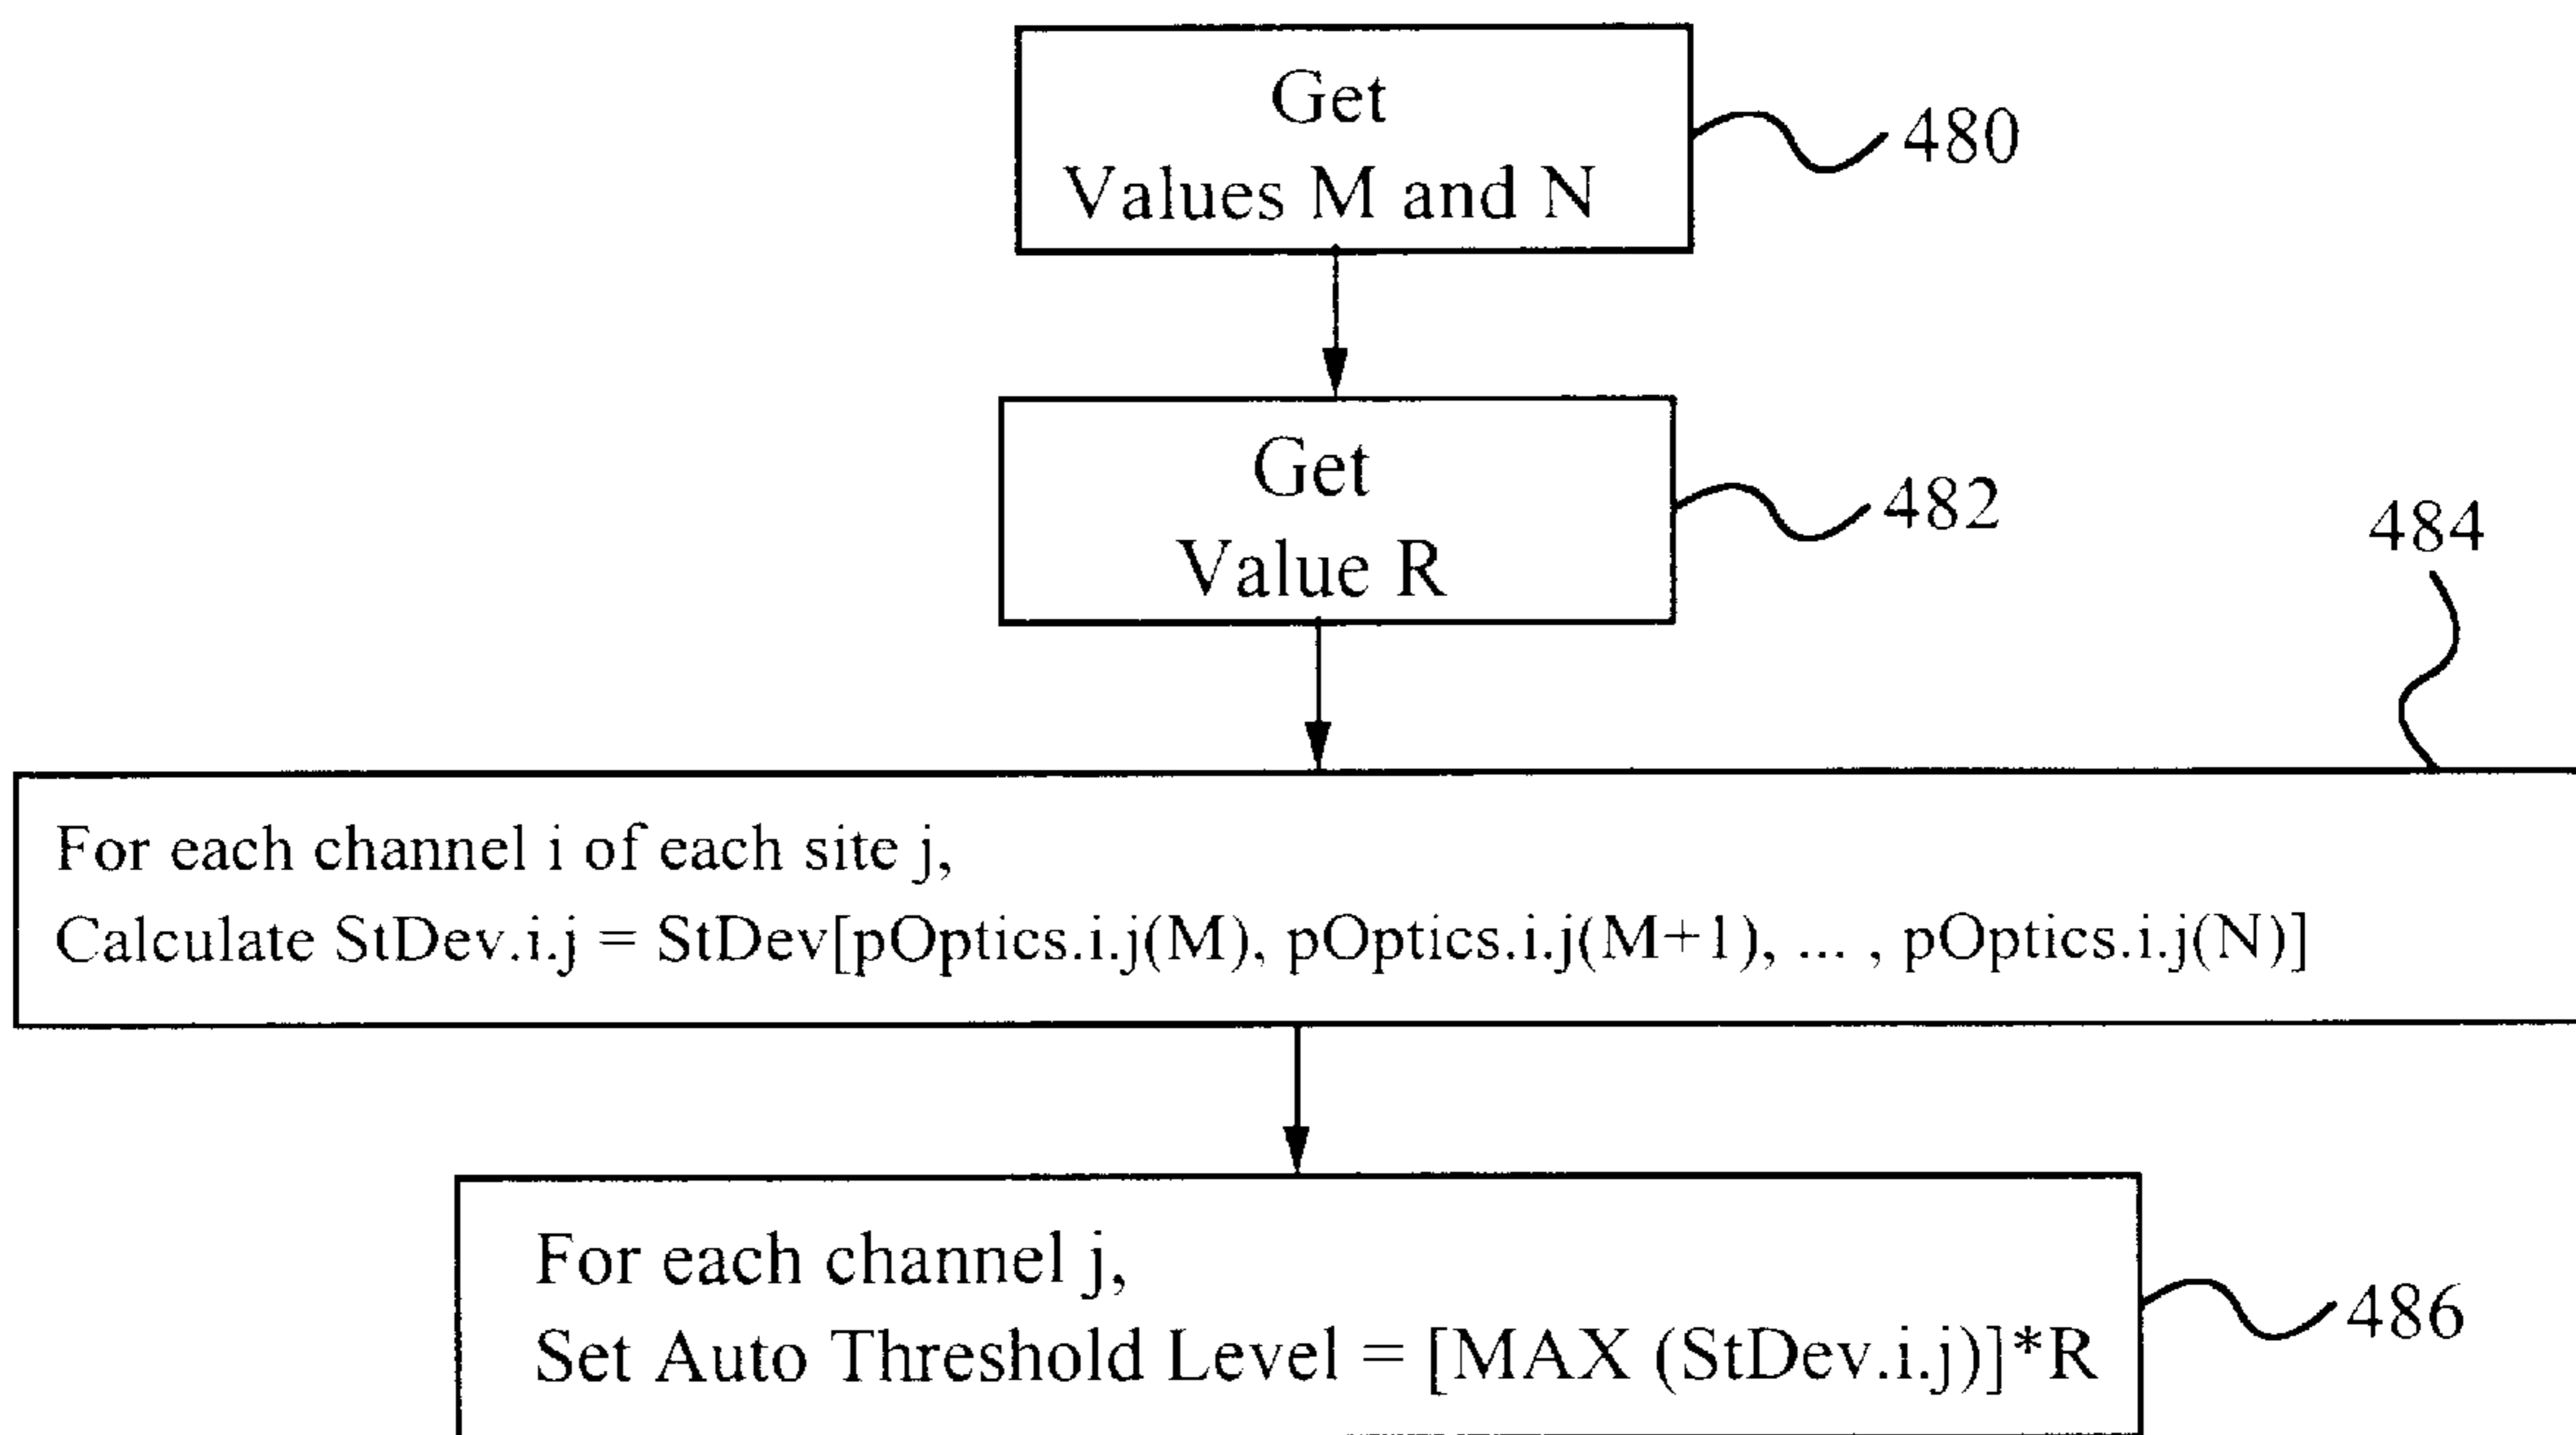 Get
Values M and N
480
Get
Value R
482
484
For each channel i of each site j,
Calculate StDev.i.j = StDev[pOptics.i.j(M), pOptics.i.j(M+1), ... , pOptics.i.j(N)]
For each channel j,
Set Auto Threshold Level = [MAX (StDev.i.j)]*R
486